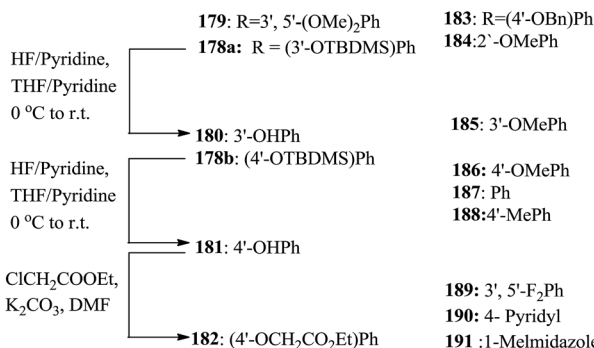 179: R=3', 5'-(OMe)₂Ph
183: R=(4'-OBn)Ph
178a: R = (3'-OTBDMS)Ph
184:2`-OMePh
HF/Pyridine,
THF/Pyridine
0 °C to r.t.
180: 3'-OHPh
185: 3'-OMePh
178b: (4'-OTBDMS)Ph
HF/Pyridine,
THF/Pyridine
0 °C to r.t.
186: 4'-OMePh
187: Ph
188:4'-MePh
181: 4'-OHPh
ClCH₂COOEt,
K₂CO₃, DMF
189: 3', 5'-F₂Ph
190: 4- Pyridyl
182: (4'-OCH₂CO₂Et)Ph
191 :1-MeImidazole